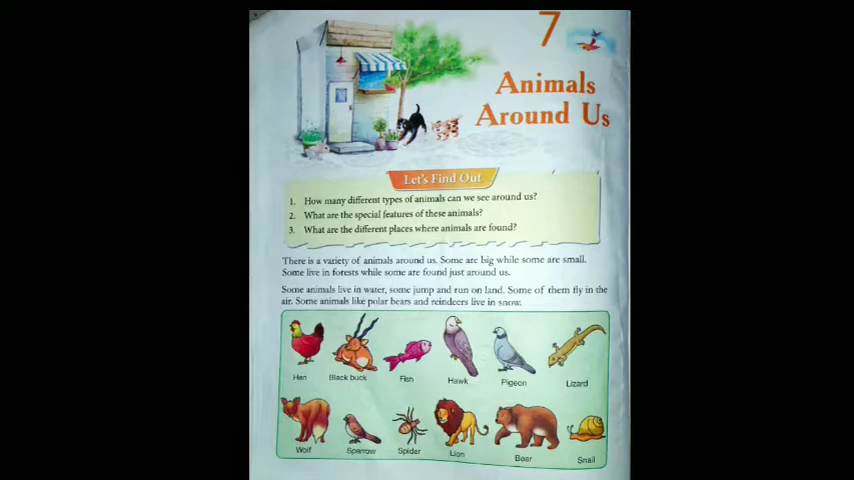 7
Animals
Around Us
Let's Find Out
1. How many different types of animals can we see around us?
2. What are the special features of these animals?
3. What are the different places where animals are found?
There is a variety of animals around us. Some are big while some are small.
Some live in forests while some are found just around us.
Some animals live in water, some jump and run on land. Some of them fly in the
air. Some animals like polar bears and reindeers live in snow.
Hen Black buck Fish Hawk Pigeon Lizard
Wolf Sparrow Spider Lion Bear Snail